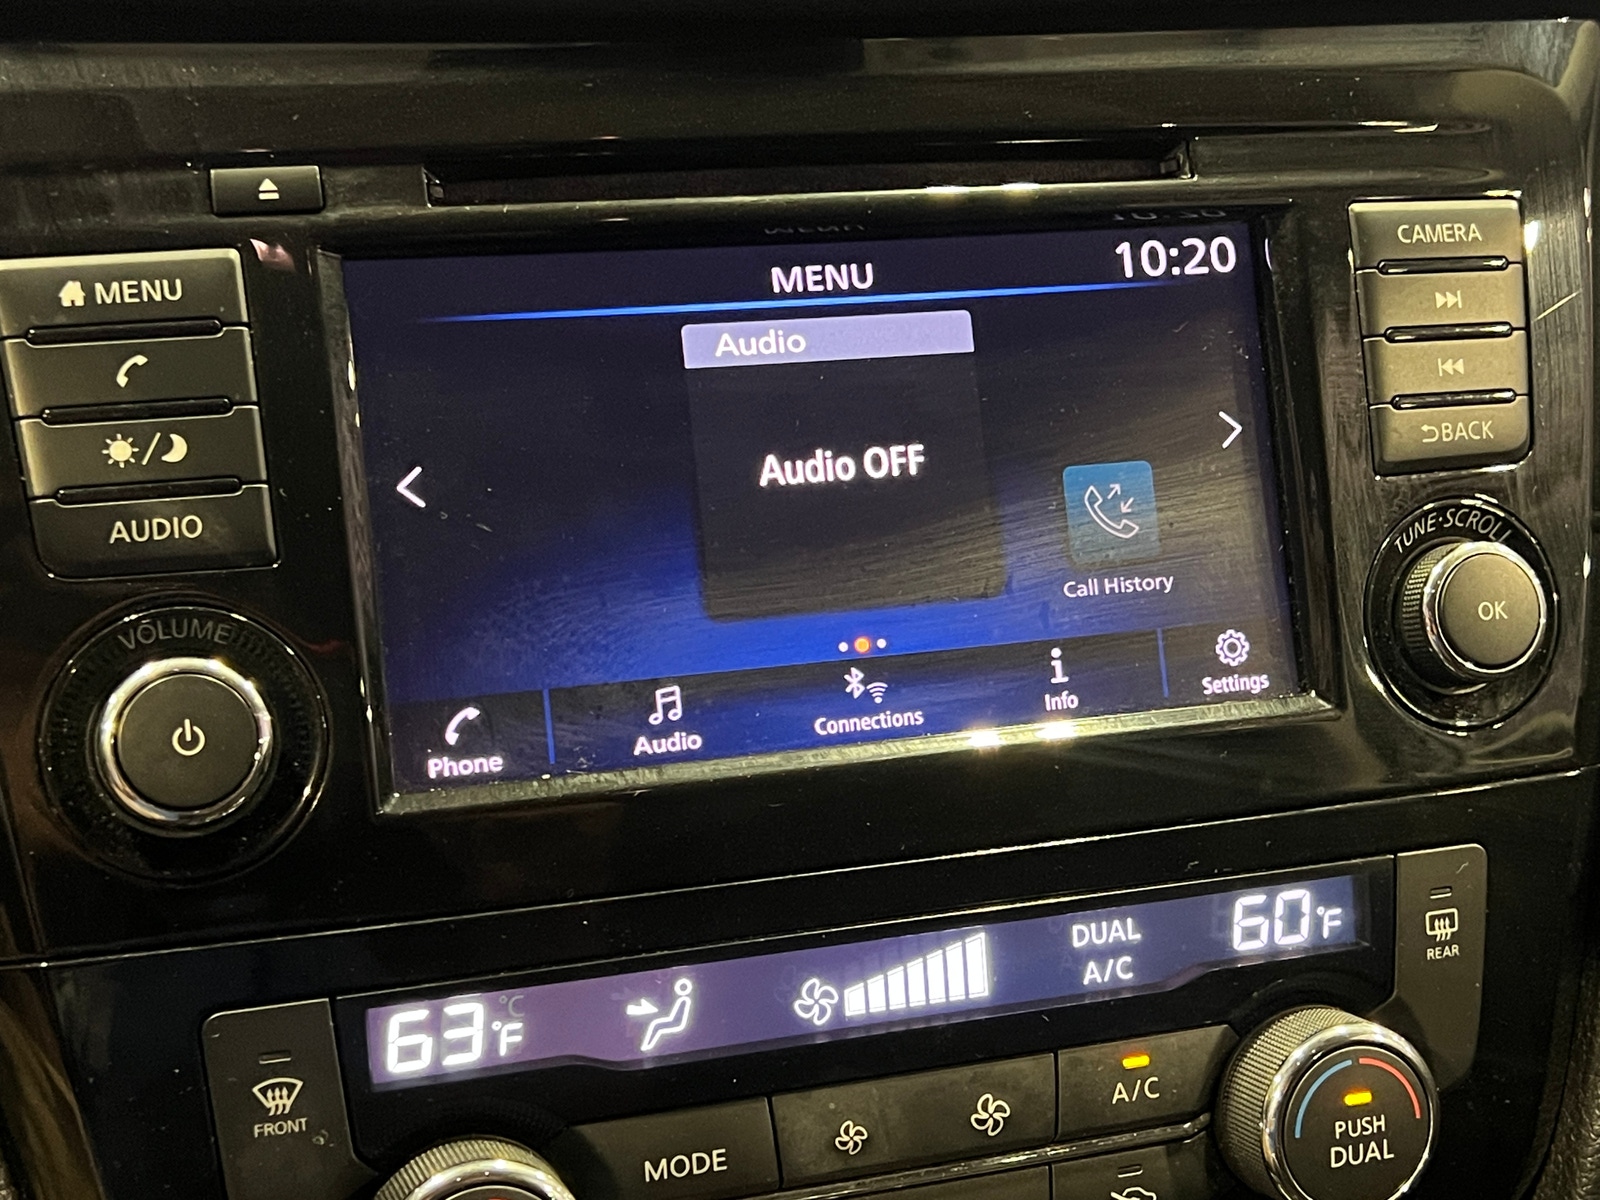 MENU
AUDIO
VOLUME
MENU
10:20
Audio
Audio OFF
Call History
Phone
Audio
Connections
Info
Settings
CAMERA
BACK
TUNE·SCROLL
OK
63°F
°C
DUAL
A/C
60°F
REAR
FRONT
MODE
A/C
PUSH
DUAL